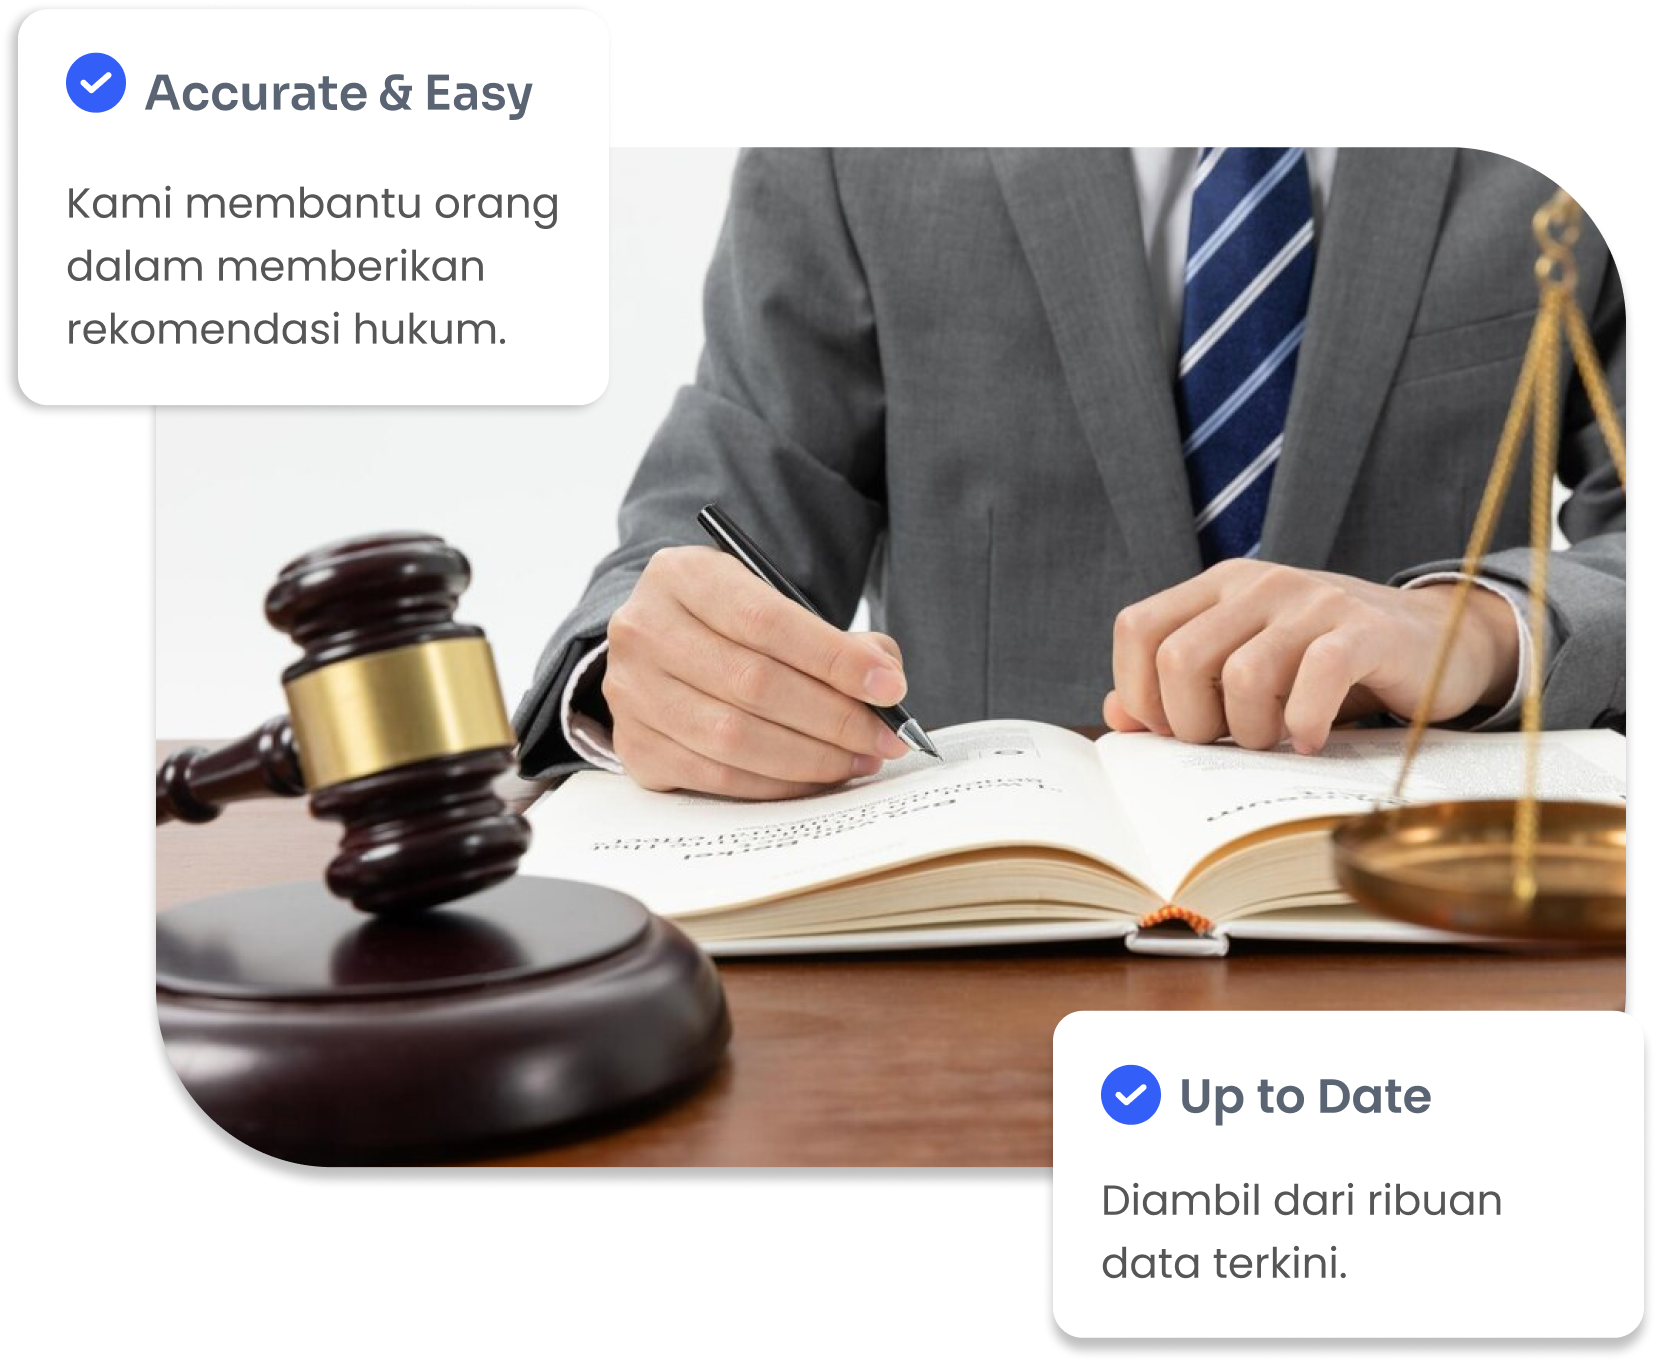 Accurate & Easy
Kami membantu orang
dalam memberikan
rekomendasi hukum.
Up to Date
Diambil dari ribuan
data terkini.